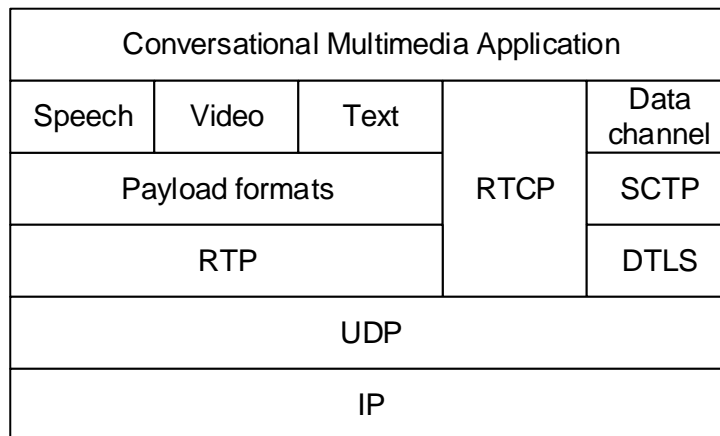 Conversational Multimedia Application
Speech
Video
Text
RTCP
Data
channel
Payload formats
SCTP
RTP
DTLS
UDP
IP